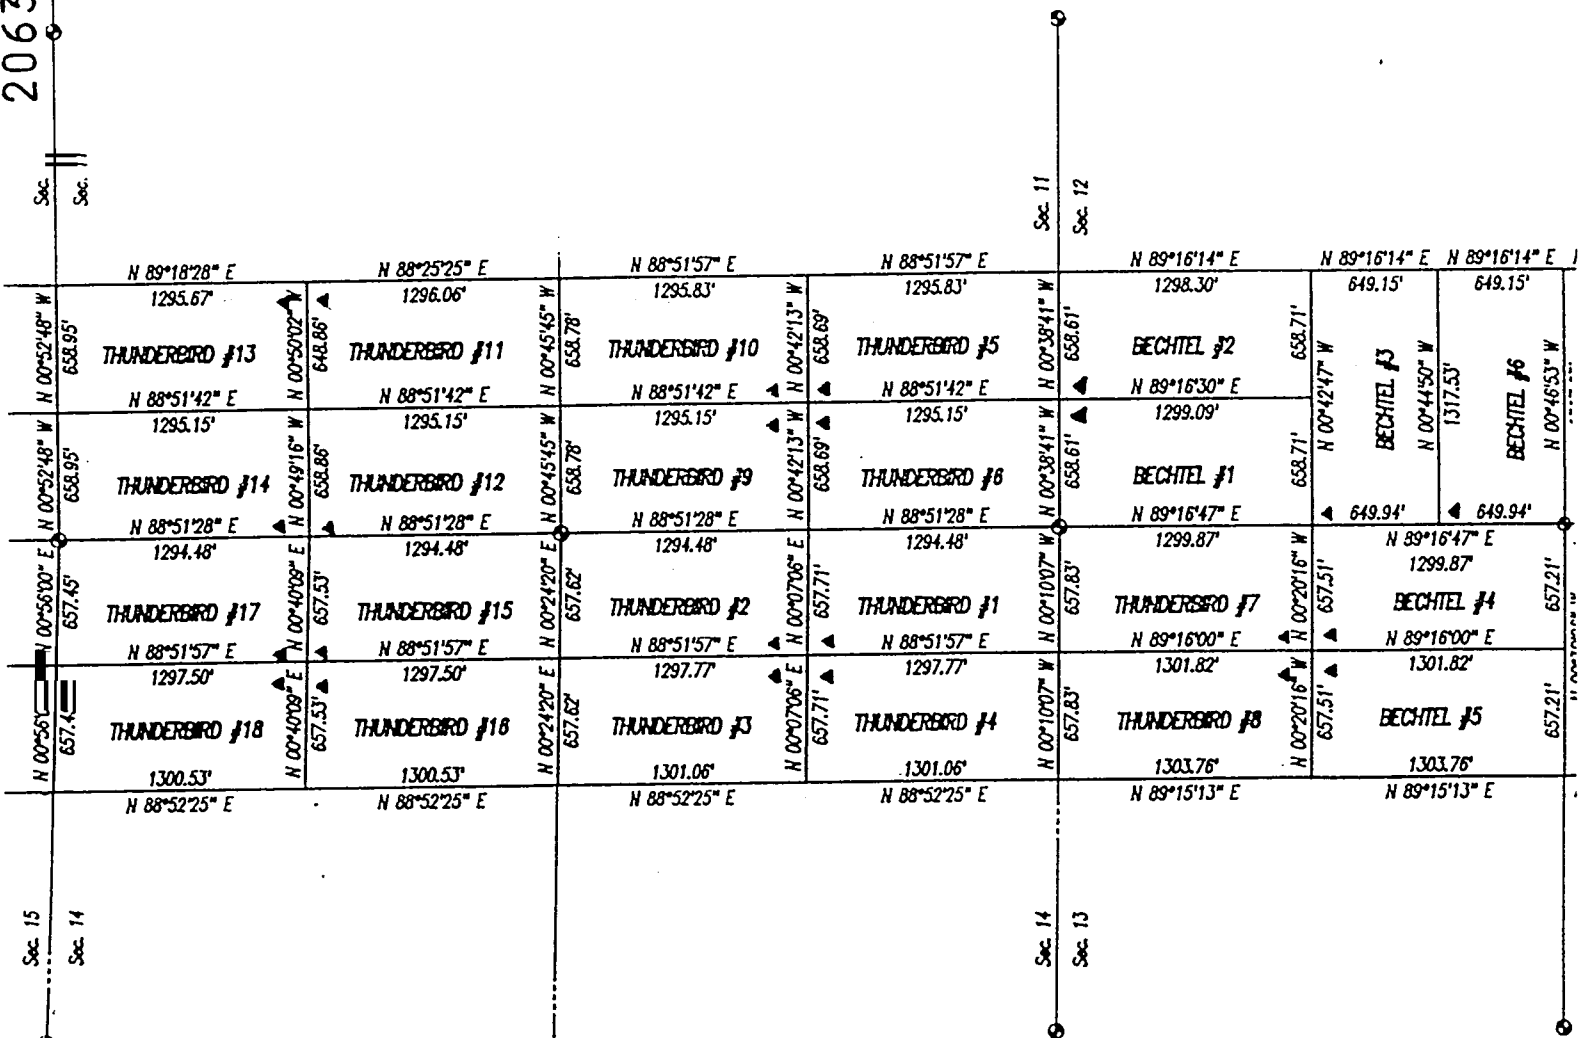 2063
Sec.
Sec.
Sec. 11
Sec. 12
N 89°18'28" E
N 88°25'25" E
N 88°51'57" E
N 88°51'57" E
N 89°16'14" E
N 89°16'14" E
N 89°16'14" E
1295.67'
1296.06'
1295.83'
1295.83'
1298.30'
649.15'
649.15'
N 00°52'48" W
658.95'
THUNDERBIRD #13
N 00°50'02" W
648.86'
THUNDERBIRD #11
N 00°45'45" W
658.78'
THUNDERBIRD #10
N 00°42'13" W
658.69'
THUNDERBIRD #5
N 00°38'41" W
658.61'
BECHTEL #2
658.71'
N 00°42'47" W
BECHTEL #3
N 00°44'50" W
1317.53'
BECHTEL #6
N 00°46'53" W
N 88°51'42" E
N 88°51'42" E
N 88°51'42" E
N 88°51'42" E
N 89°16'30" E
1295.15'
1295.15'
1295.15'
1295.15'
1299.09'
N 00°52'48" W
658.95'
THUNDERBIRD #14
N 00°49'16" W
658.86'
THUNDERBIRD #12
N 00°45'45" W
658.78'
THUNDERBIRD #9
N 00°42'13" W
658.69'
THUNDERBIRD #6
N 00°38'41" W
658.61'
BECHTEL #1
658.71'
N 88°51'28" E
N 88°51'28" E
N 88°51'28" E
N 88°51'28" E
N 89°16'47" E
649.94'
649.94'
1294.48'
1294.48'
1294.48'
1294.48'
1299.87'
N 89°16'47" E
1299.87'
N 00°56'00" E
657.45'
THUNDERBIRD #17
N 00°40'09" E
657.53'
THUNDERBIRD #15
N 00°24'20" E
657.62'
THUNDERBIRD #2
N 00°07'06" E
657.71'
THUNDERBIRD #1
N 00°10'07" W
657.83'
THUNDERBIRD #7
N 00°20'16" W
657.51'
BECHTEL #4
657.21'
N 88°51'57" E
N 88°51'57" E
N 88°51'57" E
N 88°51'57" E
N 89°16'00" E
N 89°16'00" E
1297.50'
1297.50'
1297.77'
1297.77'
1301.82'
1301.82'
N 00°56'
657.4
THUNDERBIRD #18
N 00°40'09" E
657.53'
THUNDERBIRD #16
N 00°24'20" E
657.62'
THUNDERBIRD #3
N 00°07'06" E
657.71'
THUNDERBIRD #4
N 00°10'07" W
657.83'
THUNDERBIRD #8
N 00°20'16" W
657.51'
BECHTEL #5
657.21'
1300.53'
1300.53'
1301.06'
1301.06'
1303.76'
1303.76'
N 88°52'25" E
N 88°52'25" E
N 88°52'25" E
N 88°52'25" E
N 89°15'13" E
N 89°15'13" E
Sec. 15
Sec. 14
Sec. 14
Sec. 13